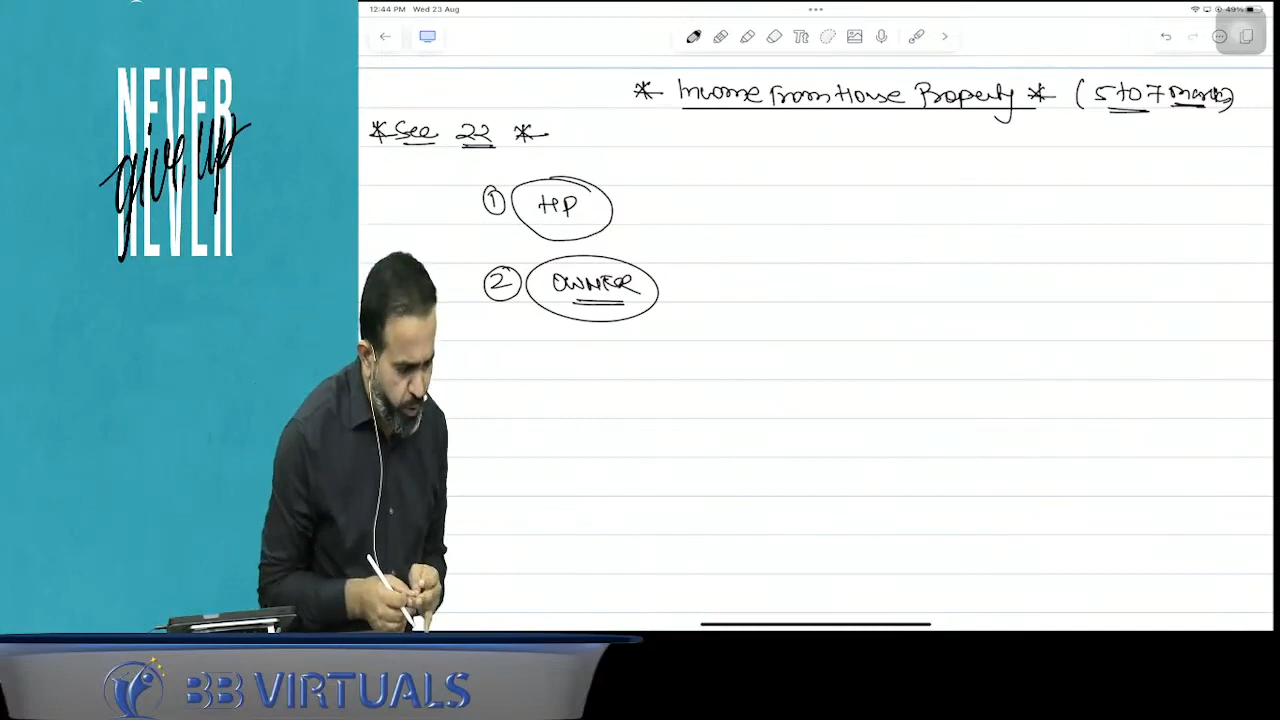 12:44 PM Wed 23 Aug
49%
* Income From House Property * (5 to 7 marks)
* Sec 22 *
① HP
② OWNER
NEVER
give up
NEVER
BB VIRTUALS